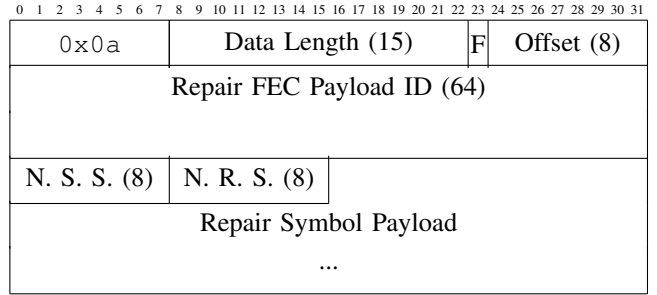 0 1 2 3 4 5 6 7 8 9 10 11 12 13 14 15 16 17 18 19 20 21 22 23 24 25 26 27 28 29 30 31
0x0a Data Length (15) F Offset (8)
Repair FEC Payload ID (64)
N. S. S. (8) N. R. S. (8)
Repair Symbol Payload
...